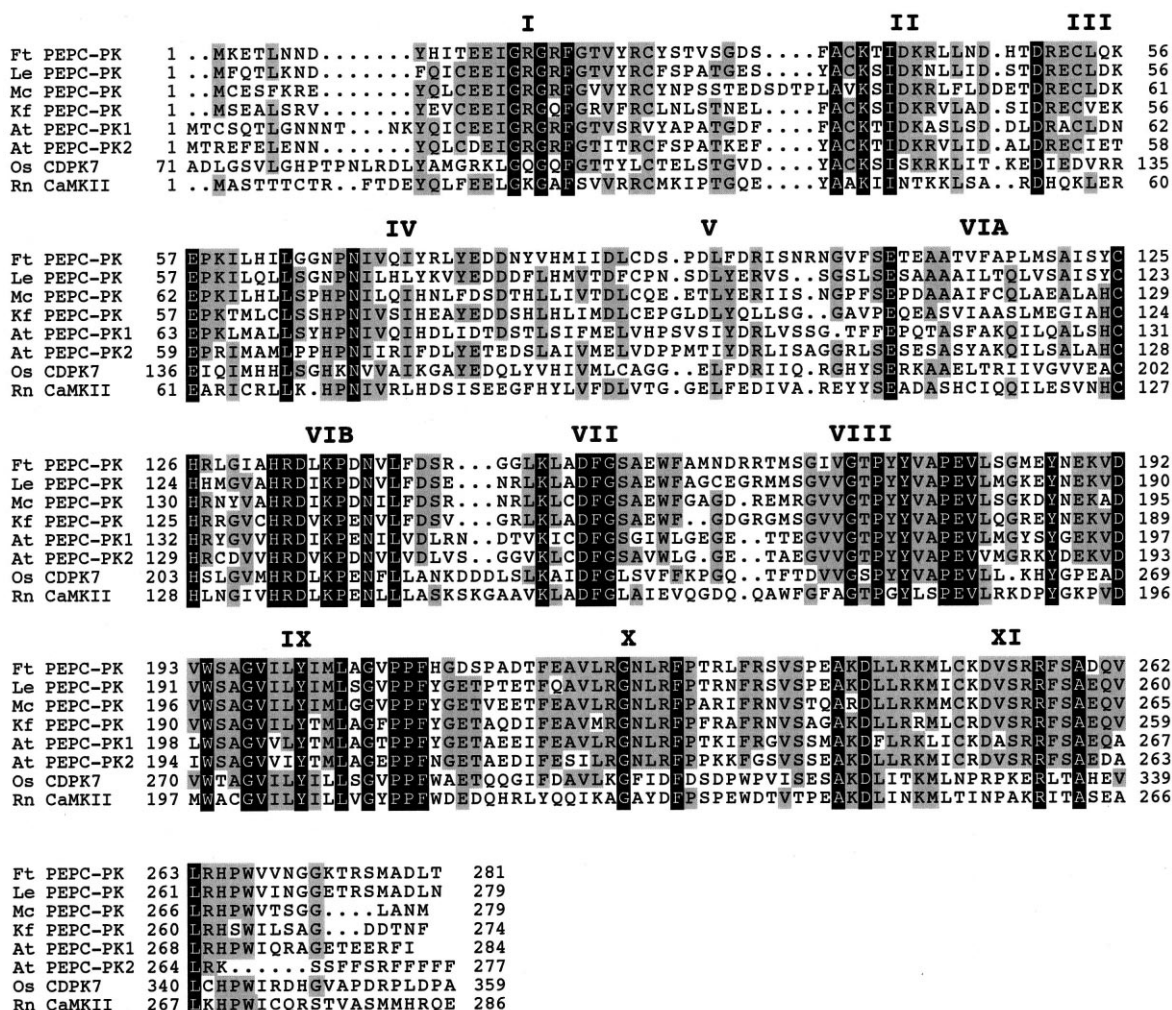 I II III
Ft PEPC-PK 1 ..MKETLNND.......YHITEEIGRGRFGTVYRCYSTVSGDS....FACKTIDKRLLND.HTDRECLQK 56
Le PEPC-PK 1 ..MFQTLKND.......FQICEEIGRGRFGTVYRCFSPATGES....YACKSIDKNLLID.STDRECLDK 56
Mc PEPC-PK 1 ..MCESFKRE.......YQLCEEIGRGRFGVVYRCYNPSSTEDSDTPLAVKSIDKRLFLDDETDRECLDK 61
Kf PEPC-PK 1 ..MSEALSRV.......YEVCEEIGRGQFGRVFRCLNSTNEL....FACKSIDKRVLAD.SIDRECVEK 56
At PEPC-PK1 1 MTCSQTLGNNNT...NKYQICEEIGRGRFGTVSRVYAPATGDF....FACKTIDKASLSD.DLDRACLDN 62
At PEPC-PK2 1 MTREFELENN.......YQLCDEIGRGRFGTITRCFSPATKEF....YACKTIDKRVLID.ALDRECIET 58
Os CDPK7 71 ADLGSVLGHPTPNLRDLYAMGRKLGQGQFGTTYLCTELSTGVD....YACKSISKRKLIT.KEDIEDVRR 135
Rn CaMKII 1 ..MASTTTCTR..FTDEYQLFEELGKGAFSVVRRCMKIPTGQE....YAAKIINTKKLSA..RDHQKLER 60
IV V VIA
Ft PEPC-PK 57 EPKILHILGGNPNIVQIYRLYEDDNYVHMIIDLCDS.PDLFDRISNRNGVFSETEAATVFAPLMSAISYC 125
Le PEPC-PK 57 EPKILQLLSGNPNILHLYKVYEDDDFLHMVTDFCPN.SDLYERVS..SGSLSESAAAAILTQLVSAISYC 123
Mc PEPC-PK 62 EPKILHLLSPHPNILQIHNLFDSDTHLLIVTDLCQE.ETLYERIIS.NGPFSEPDAAAIFCQLAEALAHC 129
Kf PEPC-PK 57 EPKTMLCLSSHPNIVSIHEAYEDDSHLHLIMDLCEPGLDLYQLLSG..GAVPEQEASVIAASLMEGIAHC 124
At PEPC-PK1 63 EPKLMALLSYHPNIVQIHDLIDTDSTLSIFMELVHPSVSIYDRLVSSG.TFFEPQTASFAKQILQALSHC 131
At PEPC-PK2 59 EPRIMAMLPPHPNIIRIFDLYETEDSLAIVMELVDPPMTIYDRLISAGGRLSESESASYAKQILSALAHC 128
Os CDPK7 136 EIQIMHHLSGHKNVVAIKGAYEDQLYVHIVMLCAGG.ELFDRIIQ.RGHYSERKAAELTRIIVGVVEAC 202
Rn CaMKII 61 EARICRLLK.HPNIVRLHDSISEEGFHYLVFDLVTG.GELFEDIVA.REYYSEADASHCIQQILESVNHC 127
VIB VII VIII
Ft PEPC-PK 126 HRLGIAHRDLKPDNVLFDSR...GGLKLADFGSAEWFAMNDRRTMSGIVGTPYYVAPEVLSGMEYNEKVD 192
Le PEPC-PK 124 HHMGVAHRDIKPDNVLFDSE...NRLKLADFGSAEWFAGCEGRMMSGVVGTPYYVAPEVLMGKEYNEKVD 190
Mc PEPC-PK 130 HRNYVAHRDIKPDNILFDSR...NRLKLCDFGSAEWFGAGD.REMRGVVGTPYYVAPEVLSGKDYNEKAD 195
Kf PEPC-PK 125 HRRGVCHRDVKPENVLFDSV...GRLKLADFGSAEWF..GDGRGMSGVVGTPYYVAPEVLQGREYNEKVD 189
At PEPC-PK1 132 HRYGVVHRDIKPENILVDLRN..DTVKICDFGSGIWLGEGE..TTEGVVGTPYYVAPEVLMGYSYGEKVD 197
At PEPC-PK2 129 HRCDVVHRDVKPDNVLVDLVS..GGVKLCDFGSAVWLG.GE..TAEGVVGTPYYVAPEVVMGRKYDEKVD 193
Os CDPK7 203 HSLGVMHRDLKPENFLLANKDDDLSLKAIDFGLSVFFKPGQ..TFTDVVGSPYYVAPEVLL.KHYGPEAD 269
Rn CaMKII 128 HLNGIVHRDLKPENLLLASKSKGAAVKLADFGLAIEVQGDQ.QAWFGFAGTPGYLSPEVLRKDPYGKPVD 196
IX X XI
Ft PEPC-PK 193 VWSAGVILYIMLAGVPPFHGDSPADTFEAVLRGNLRFPTRLFRSVSPEAKDLLRKMLCKDVSRRFSADQV 262
Le PEPC-PK 191 VWSAGVILYIMLSGVPPFYGETPTETFQAVLRGNLRFPTRNFRSVSPEAKDLLRKMICKDVSRRFSAEQV 260
Mc PEPC-PK 196 VWSAGVILYIMLGGVPPFYGETVEETFEAVLRGNLRFPARIFRSVSTQARDLLRKMMCKDVSRRFSAEQV 265
Kf PEPC-PK 190 VWSAGVILYTMLAGFPPFYGETAQDIFEAVMRGNLRFPFRAFRNVSAGAKDLLRRMLCRDVSRRFSAEQV 259
At PEPC-PK1 198 LWSAGVVLYTMLAGTPPFYGETAEEIFEAVLRGNLRFPTKIFRGVSSMAKDFLRKLICKDASRRFSAEQA 267
At PEPC-PK2 194 IWSAGVVIYTMLAGEPPFNGETAEDIFESILRGNLRFPPKKFGSVSSEAKDLLRKMICRDVSRRFSAEDA 263
Os CDPK7 270 VWTAGVILYILLSGVPPFWAETQQGIFDAVLKGFIDFDSDPWPVISESAKDLITKMLNPRPKERLTAHEV 339
Rn CaMKII 197 MWACGVILYILLVGYPPFWDEDQHRLYQQIKAGAYDFPSPEWDTVTPEAKDLINKMLTINPAKRITASEA 266
Ft PEPC-PK 263 LRHPWVVNGGKTRSMADLT 281
Le PEPC-PK 261 LRHPWVINGGETRSMADLN 279
Mc PEPC-PK 266 LRHPWVTSGG....LANM 279
Kf PEPC-PK 260 LRHSWILSAG...DDTNF 274
At PEPC-PK1 268 LRHPWIQRAGETEERFI 284
At PEPC-PK2 264 LRK......SSFFSRFFFFF 277
Os CDPK7 340 LCHPWIRDHGVAPDRPLDPA 359
Rn CaMKII 267 LKHPWICQRSTVASMMHRQE 286